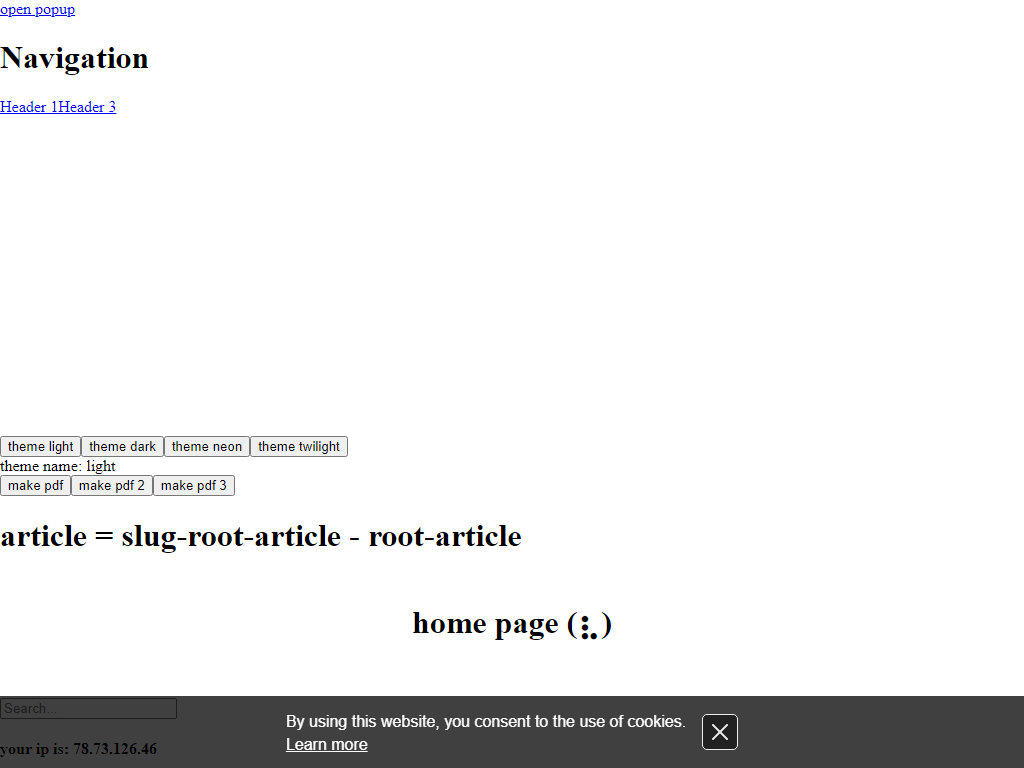 open popup
Navigation
Header 1Header 3
theme light theme dark theme neon theme twilight
theme name: light
make pdf make pdf 2 make pdf 3
article = slug-root-article - root-article
home page (⣦)
Search...
your ip is: 78.73.126.46
By using this website, you consent to the use of cookies.
Learn more